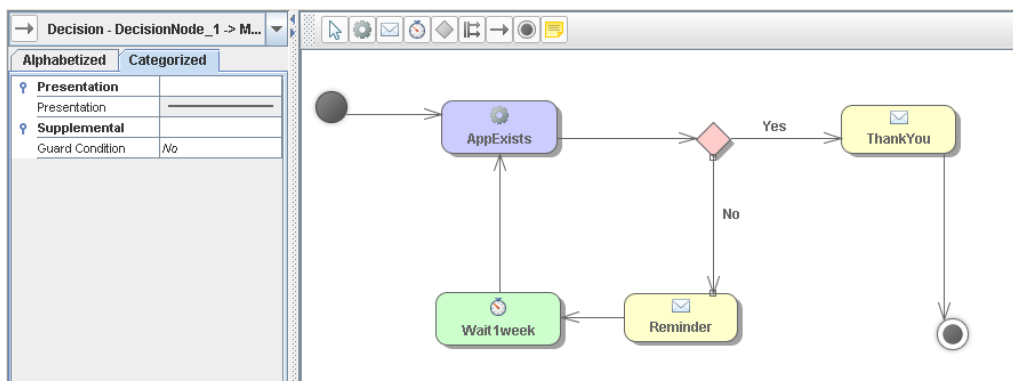 Decision - DecisionNode_1 -> M...
Alphabetized
Categorized
Presentation
Presentation
Supplemental
Guard Condition
No
AppExists
Yes
ThankYou
No
Wait1week
Reminder